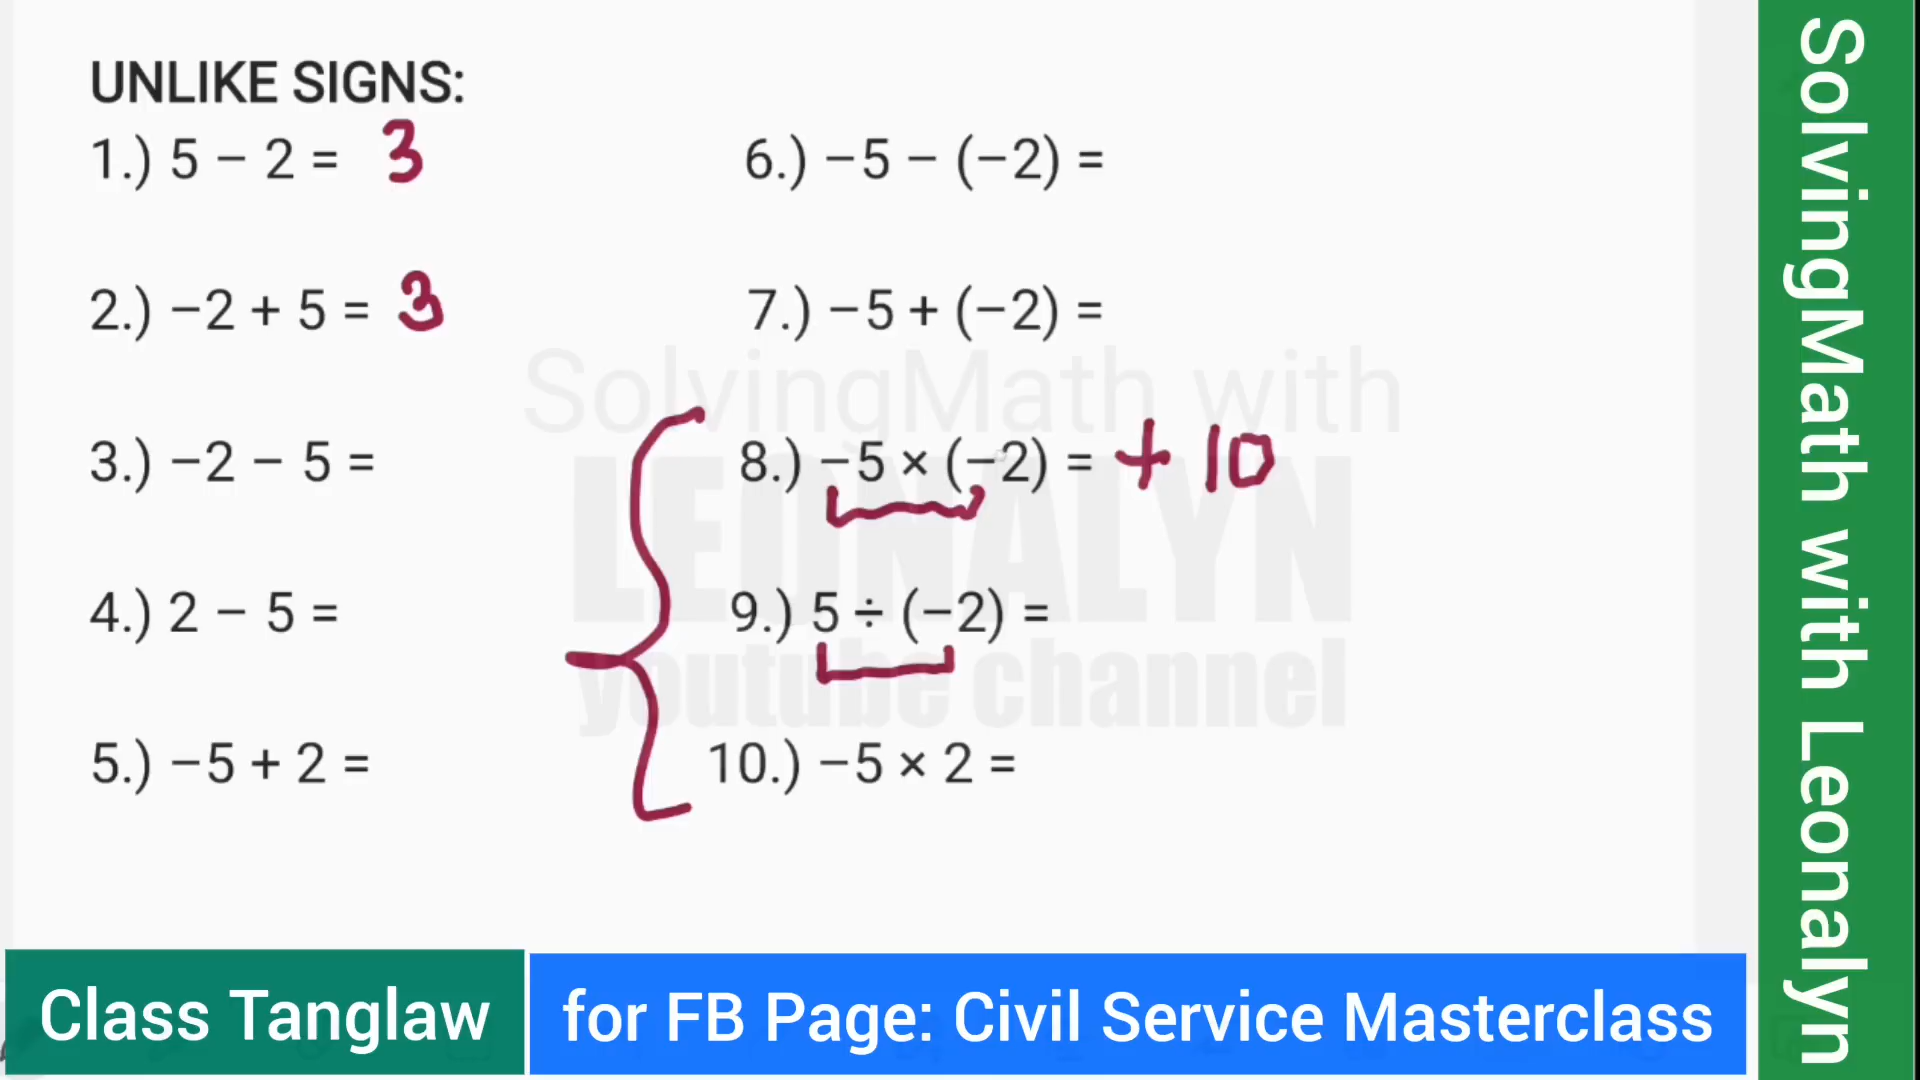 UNLIKE SIGNS:
1.) 5 – 2 = 3
2.) –2 + 5 = 3
3.) –2 – 5 =
4.) 2 – 5 =
5.) –5 + 2 =
6.) –5 – (–2) =
7.) –5 + (–2) =
8.) –5 × (–2) = + 10
9.) 5 ÷ (–2) =
10.) –5 × 2 =
SolvingMath with
LEONALYN
youtube channel
Class Tanglaw
for FB Page: Civil Service Masterclass
SolvingMath with Leonalyn